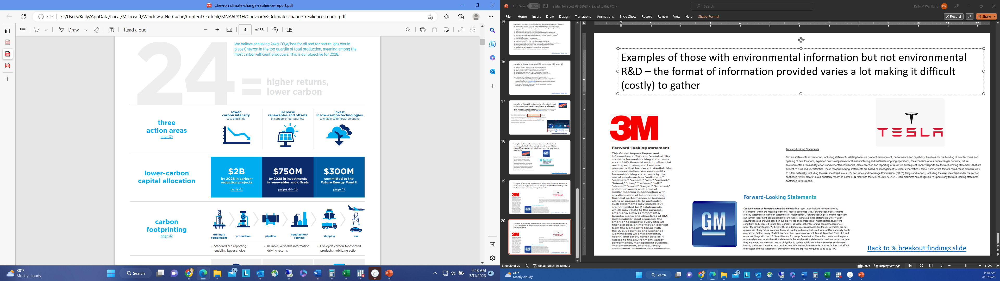 Chevron climate-change-resilience-report.pdf
File
C:/Users/Kelly/AppData/Local/Microsoft/Windows/INetCache/Content.Outlook/MNA6PY1H/Chevron%20climate-change-resilience-report.pdf
Draw
Read aloud
4
of 65
24
We believe achieving 24kg CO2e/boe for oil and for natural gas would
place Chevron in the top quartile of total production, meaning among the
most carbon-efficient producers. This is our objective for 2028.
=
higher returns,
lower carbon
three
action areas
page 39
lower
carbon intensity
cost-efficiently
increase
renewables and offsets
in support of our business
invest
in low-carbon technologies
to enable commercial solutions
lower-carbon
capital allocation
$2B
by 2028 in carbon-
reduction projects
page 41
$750M
by 2028 in investments
in renewables and offsets
pages 44–46
$300M
committed to the
Future Energy Fund II
page 47
carbon
footprinting
page 42
drilling &
completions
production
pipeline
liquefaction/
refining
shipping
use
• Standardized reporting
enabling buyer choice
• Reliable, verifiable information
driving returns
• Life-cycle carbon-footprinted
products mobilizing action
38°F
Mostly cloudy
Search
15
9:48 AM
3/11/2023
47
AutoSave
Off
slides_for_scott_03102023 • Saved to this PC
Search
Kelly M Wentland
KM
File
Home
Insert
Draw
Design
Transitions
Animations
Slide Show
Record
Review
View
Help
Shape Format
Record
Share
15
16
17
18
19
20
Examples of those with environmental information but not environmental
R&D – the format of information provided varies a lot making it difficult
(costly) to gather
3M
Forward-looking statement
This Global Impact Report and
information on 3M.com/sustainability
contains forward-looking statements
about 3M's financial and non-financial
results, estimates, and business
prospects that involve substantial risks
and uncertainties. You can identify
forward-looking statements by the
use of words such as "anticipate,"
"estimate," "expect," "aim," "project,"
"intend," "plan," "believe," "will,"
"should," "could," "target," "forecast,"
and other words and terms of
similar meaning in connection with
any discussion of future operating,
financial performance, or business
plans or prospects. In particular,
such statements may include but
are not limited to: (1) statements
which may relate to the purpose,
ambitions, aims, commitments,
targets, plans, and objectives of 3M;
Sustainability Goal progress; the
ambition to improve every life; (2)
financial data or information derived
from the Company's filings with
the U. S. Securities and Exchange
Commission; (3) environmental,
health, and safety (EHS) data as it
relates to the environment, safety
performance, management systems,
implementation, and regulatory
compliance, including data collection
TESLA
Forward-Looking Statements
Certain statements in this report, including statements relating to future product development, performance and capability, timelines for the building of new factories and
opening of new locations, expected cost savings from local manufacturing and materials recycling operations, the expansion of our Supercharger Network, future
environmental sustainability efforts and expected efficiencies, data collection and reporting of results in subsequent Impact Reports are forward-looking statements that are
subject to risks and uncertainties. These forward-looking statements are based on management's current expectations. Various important factors could cause actual results
to differ materially, including the risks identified in our U.S. Securities and Exchange Commission ("SEC") filings and reports, including the risks identified under the section
captioned "Risk Factors" in our quarterly report on Form 10-Q filed with the SEC on July 27, 2021. Tesla disclaims any obligation to update any forward-looking statement
contained in this report.
GM
Forward-Looking Statements
Cautionary Note on Forward-Looking Statements: This report may include "forward-looking
statements" within the meaning of the U.S. federal securities laws. Forward-looking statements
are any statements other than statements of historical fact. Forward-looking statements represent
our current judgement about possible future events. In making these statements, we rely upon
assumptions and analysis based on our experience and perception of historical trends, current
conditions and expected future developments, as well as other factors we consider appropriate
under the circumstances. We believe these judgments are reasonable, but these statements are not
guarantees of any future events or financial results, and our actual results may differ materially due to
a variety of factors, many of which are described in our most recent Annual Report on Form 10-K and
our other filings with the U.S. Securities and Exchange Commission. We caution readers not to place
undue reliance on forward-looking statements. Forward-looking statements speak only as of the date
they are made, and we undertake no obligation to update publicly or otherwise revise any forward-
looking statements, whether as a result of new information, future events or other factors that affect
the subject of these statements, except where we are expressly required to do so by law.
Back to % breakout findings slide
Slide 20 of 20
Accessibility: Investigate
Notes
Display Settings
119%
38°F
Mostly cloudy
Search
15
9:48 AM
3/11/2023